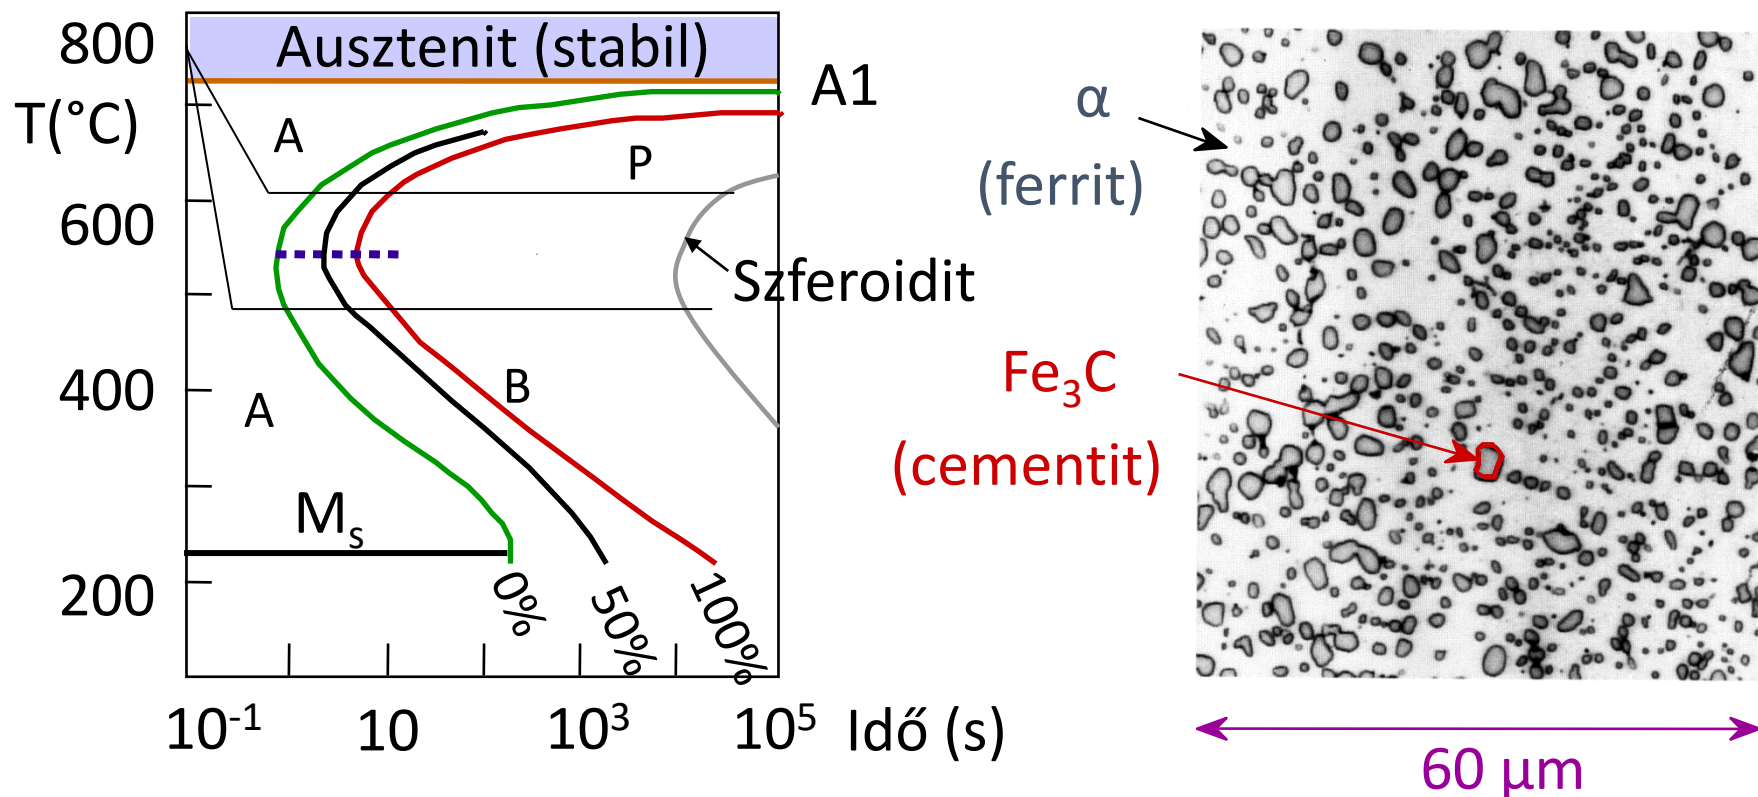 800
T(°C)
600
400
200
Ausztenit (stabil)
A1
A
P
Szferoidit
B
A
Mₛ
0%
50%
100%
10⁻¹
10
10³
10⁵
Idő (s)
α
(ferrit)
Fe₃C
(cementit)
60 µm